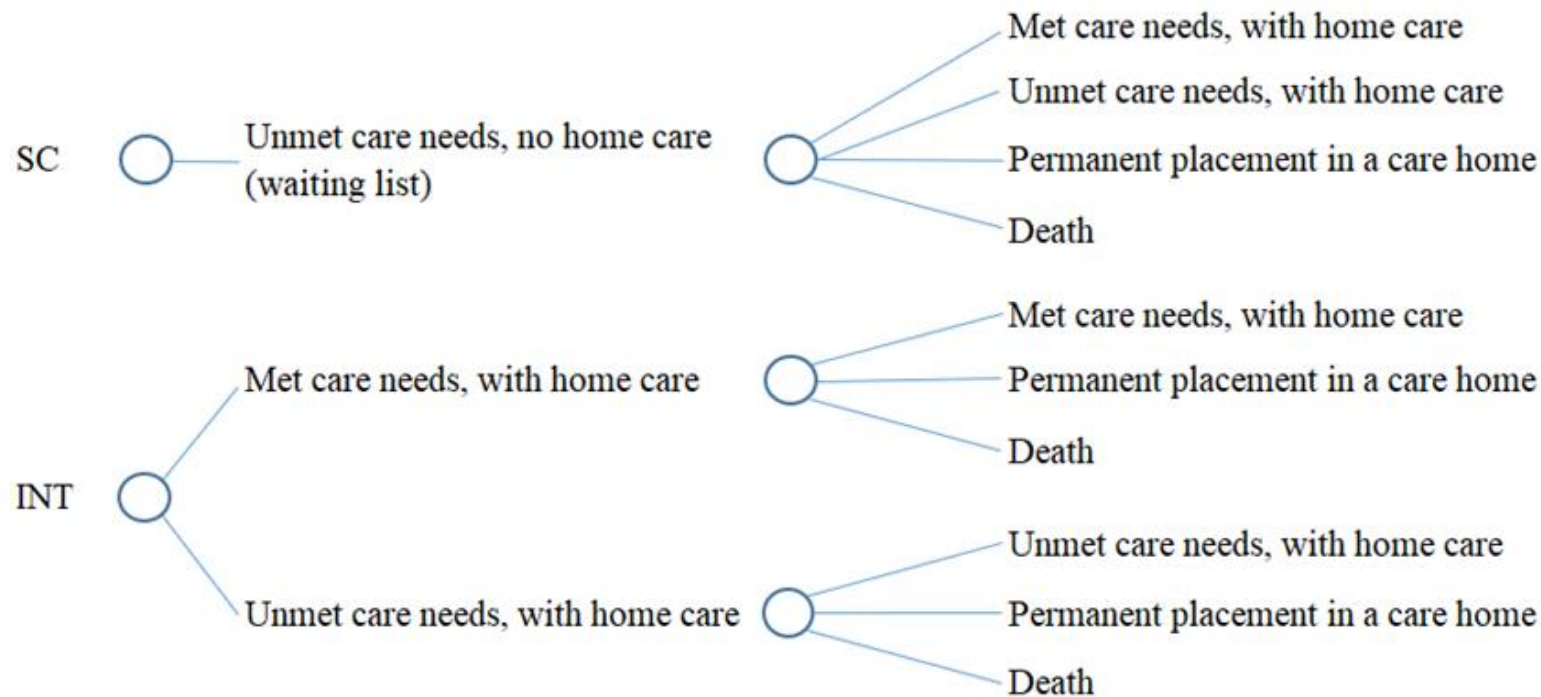 SC
Unmet care needs, no home care
(waiting list)
Met care needs, with home care
Unmet care needs, with home care
Permanent placement in a care home
Death
INT
Met care needs, with home care
Met care needs, with home care
Permanent placement in a care home
Death
Unmet care needs, with home care
Unmet care needs, with home care
Permanent placement in a care home
Death